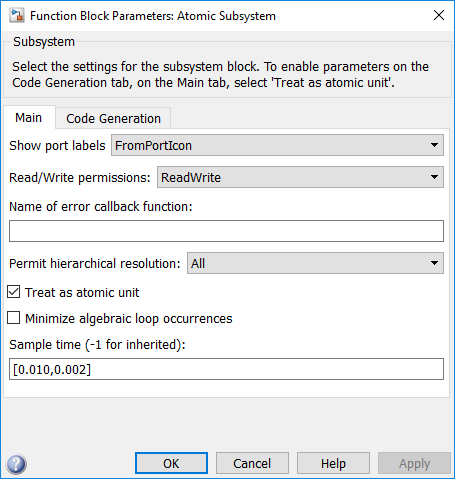 Function Block Parameters: Atomic Subsystem
Subsystem
Select the settings for the subsystem block. To enable parameters on the
Code Generation tab, on the Main tab, select 'Treat as atomic unit'.
Main Code Generation
Show port labels FromPortIcon
Read/Write permissions: ReadWrite
Name of error callback function:
Permit hierarchical resolution: All
Treat as atomic unit
Minimize algebraic loop occurrences
Sample time (-1 for inherited):
[0.010,0.002]
? OK Cancel Help Apply